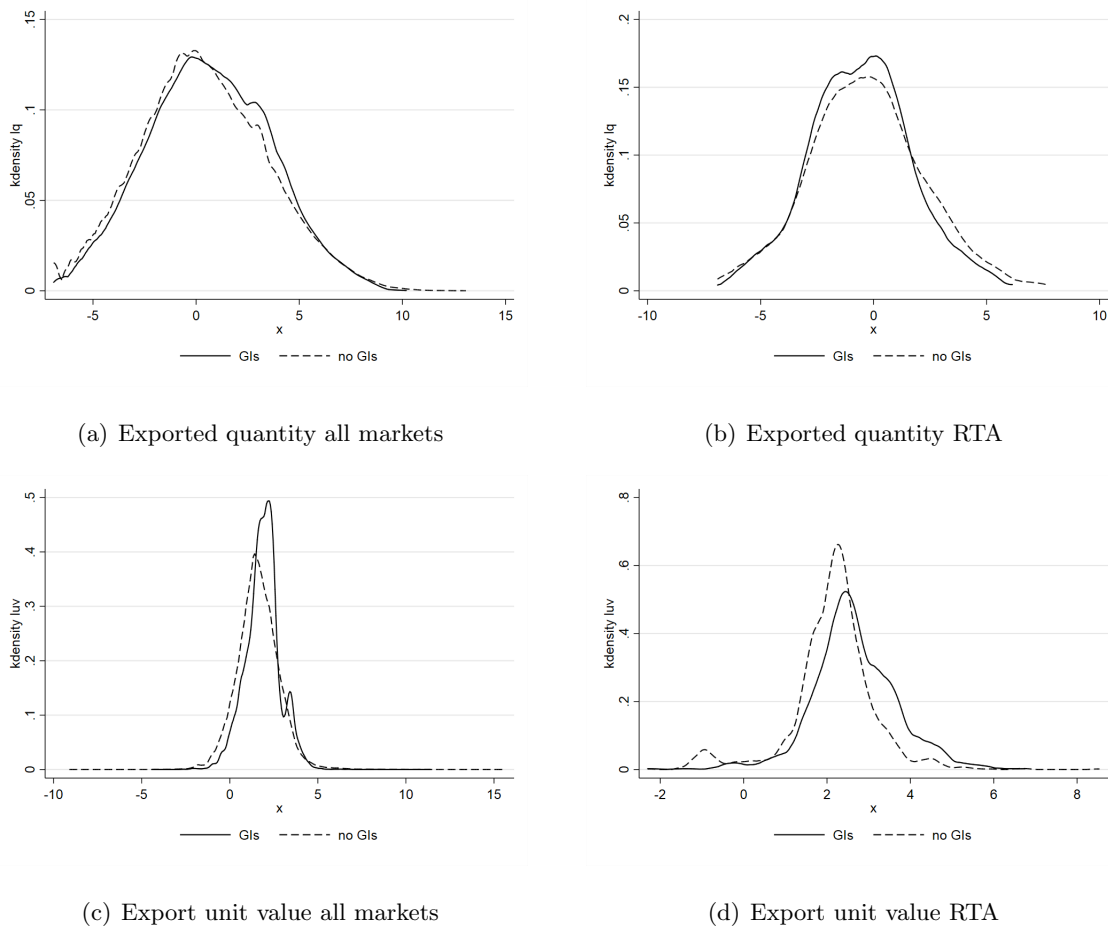 kdensity lq
0 .05 .1 .15
-5 0 5 10 15
x
GIs no GIs
(a) Exported quantity all markets
kdensity lq
0 .05 .1 .15 .2
-10 -5 0 5 10
x
GIs no GIs
(b) Exported quantity RTA
kdensity luv
0 .1 .2 .3 .4 .5
-10 -5 0 5 10 15
x
GIs no GIs
(c) Export unit value all markets
kdensity luv
0 .2 .4 .6 .8
-2 0 2 4 6 8
x
GIs no GIs
(d) Export unit value RTA